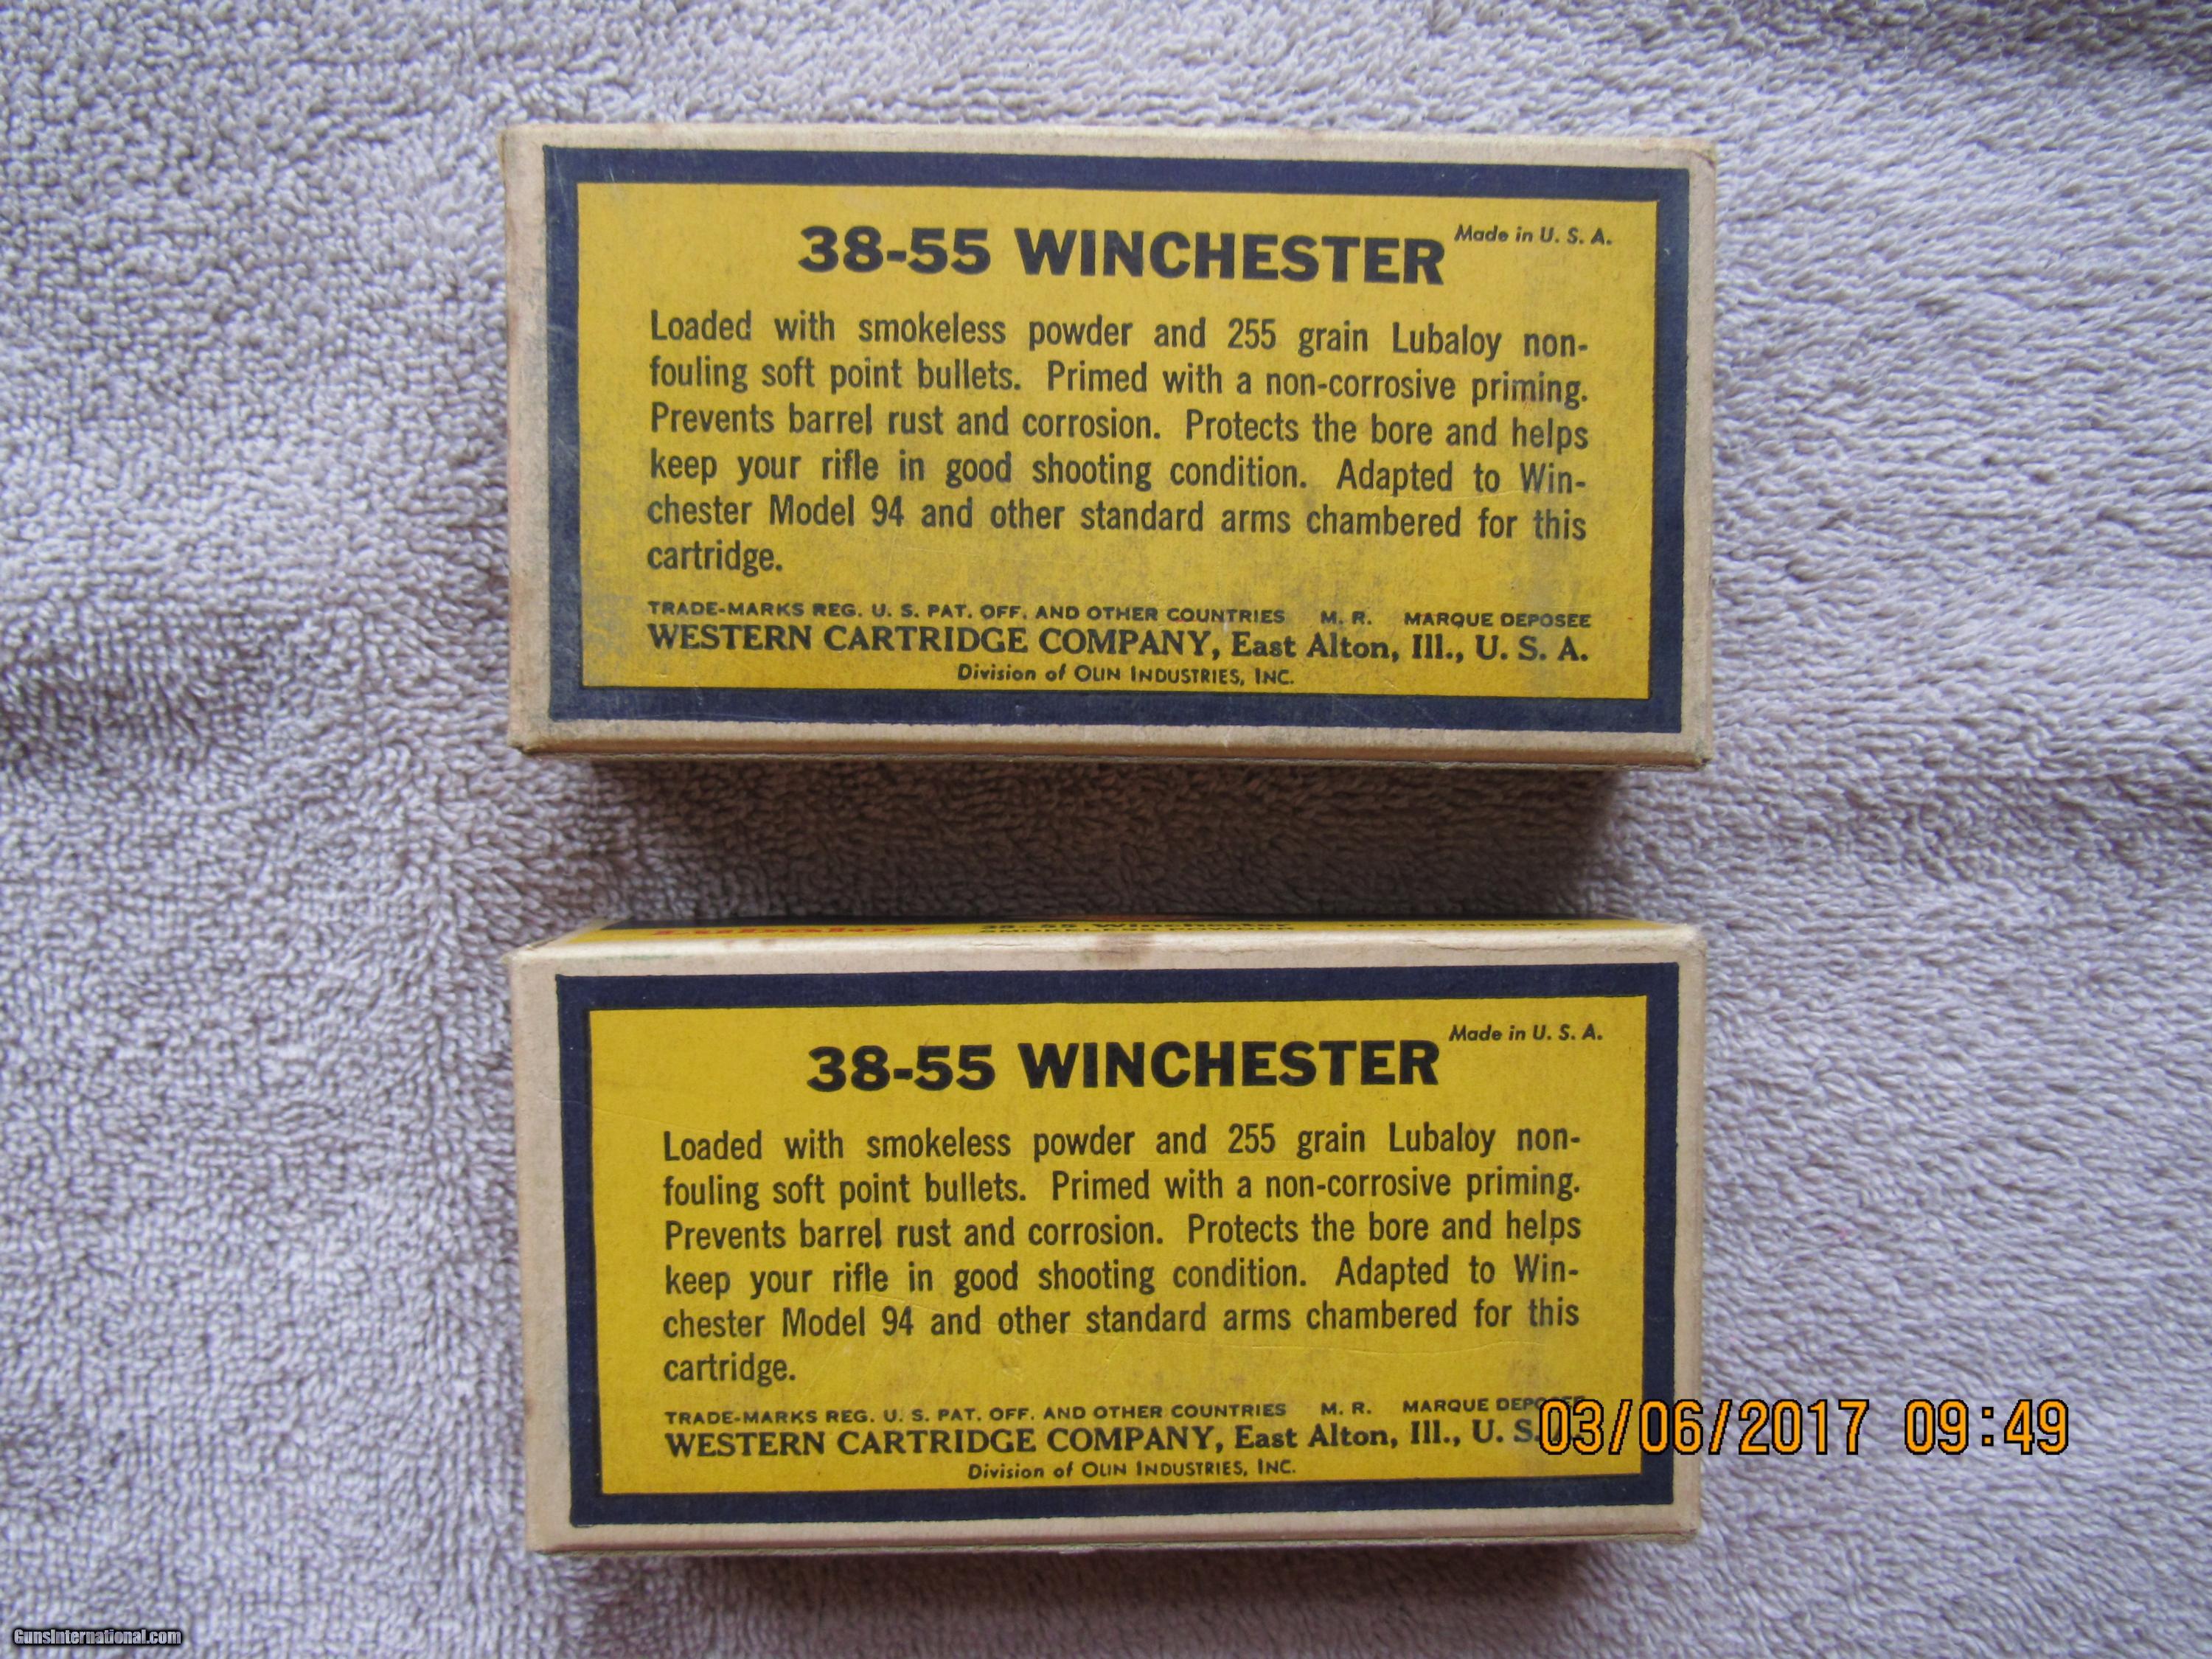 38-55 WINCHESTER Made in U. S. A.
Loaded with smokeless powder and 255 grain Lubaloy non-
fouling soft point bullets. Primed with a non-corrosive priming.
Prevents barrel rust and corrosion. Protects the bore and helps
keep your rifle in good shooting condition. Adapted to Win-
chester Model 94 and other standard arms chambered for this
cartridge.
TRADE-MARKS REG. U. S. PAT. OFF. AND OTHER COUNTRIES M. R. MARQUE DEPOSEE
WESTERN CARTRIDGE COMPANY, East Alton, Ill., U. S. A.
Division of OLIN INDUSTRIES, INC.
38-55 Winchester
38-55 WINCHESTER Made in U. S. A.
Loaded with smokeless powder and 255 grain Lubaloy non-
fouling soft point bullets. Primed with a non-corrosive priming.
Prevents barrel rust and corrosion. Protects the bore and helps
keep your rifle in good shooting condition. Adapted to Win-
chester Model 94 and other standard arms chambered for this
cartridge.
TRADE-MARKS REG. U. S. PAT. OFF. AND OTHER COUNTRIES M. R. MARQUE DEPOSEE
WESTERN CARTRIDGE COMPANY, East Alton, Ill., U. S. A.
Division of OLIN INDUSTRIES, INC.
03/06/2017 09:49
GunsInternational.com